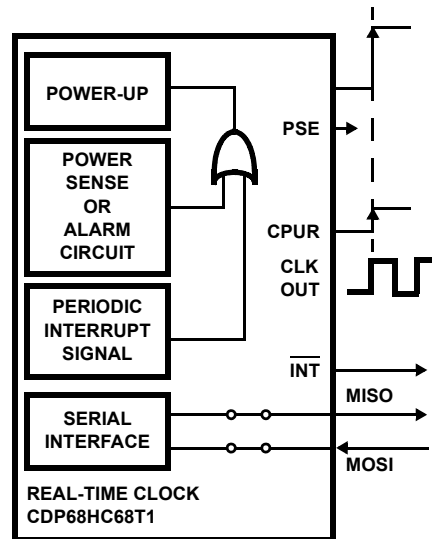 POWER-UP
POWER
SENSE
OR
ALARM
CIRCUIT
PERIODIC
INTERRUPT
SIGNAL
SERIAL
INTERFACE
REAL-TIME CLOCK
CDP68HC68T1
PSE
CPUR
CLK
OUT
INT
MISO
MOSI